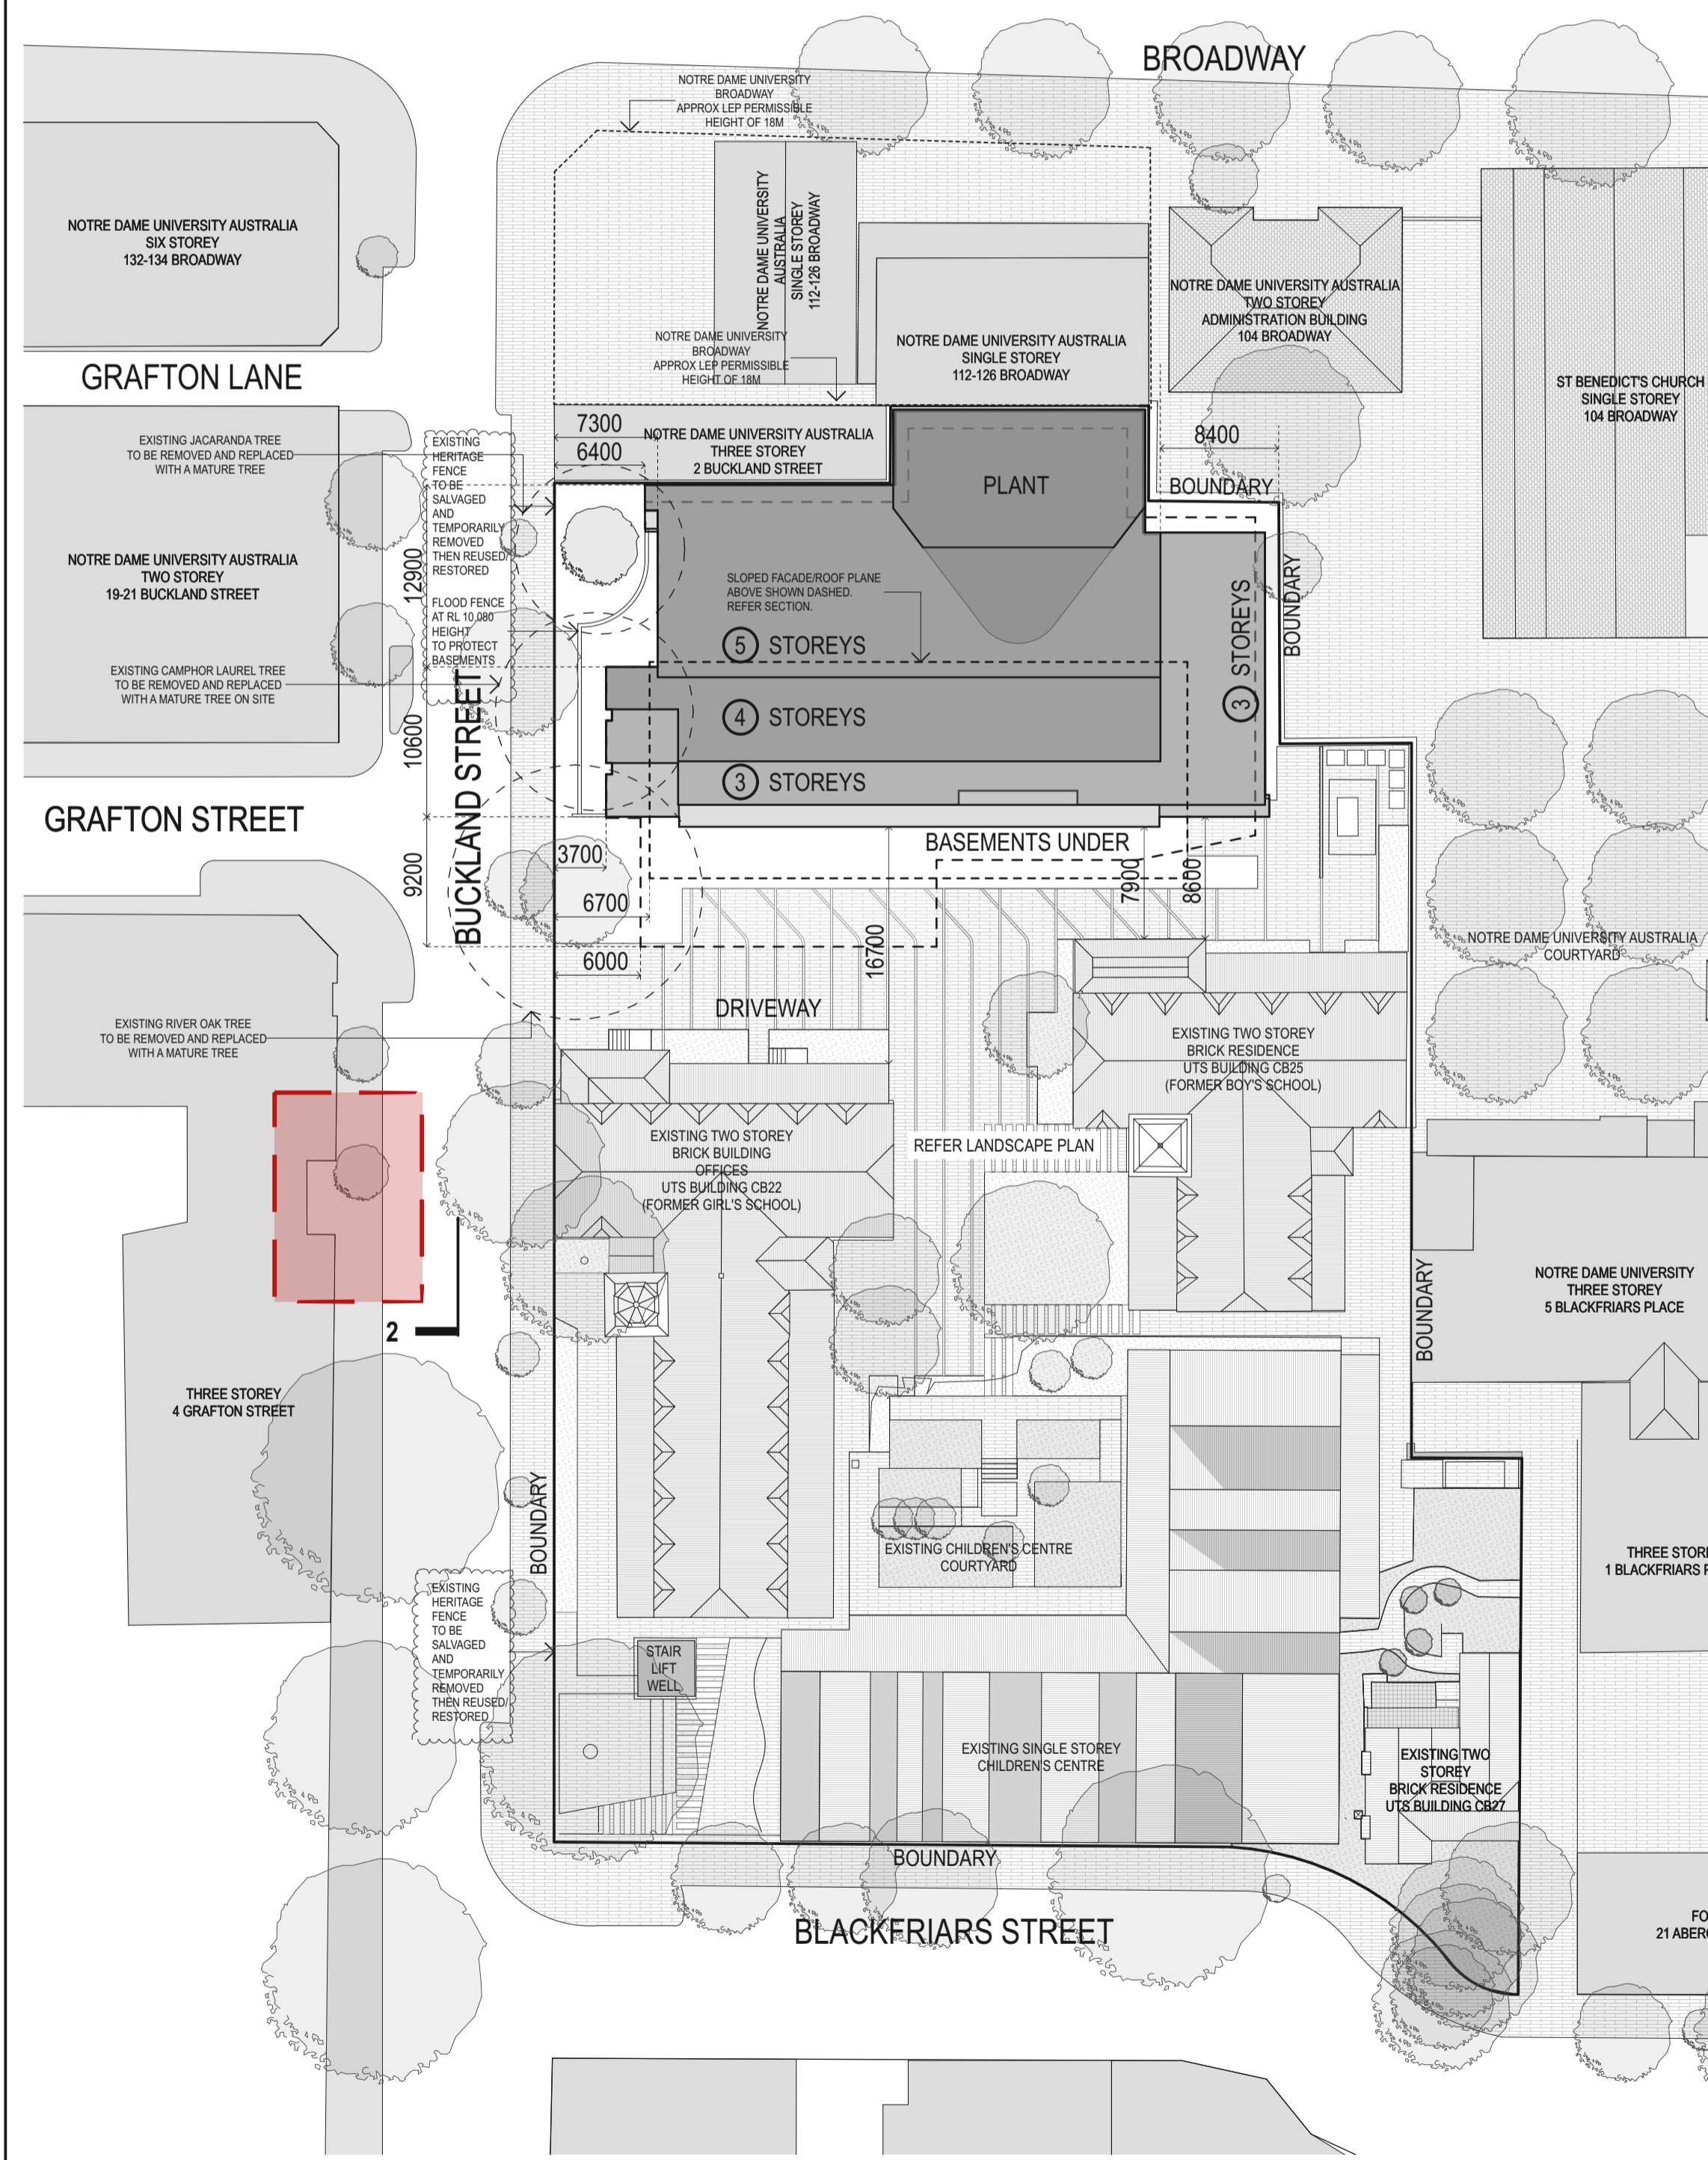 BROADWAY
NOTRE DAME UNIVERSITY
BROADWAY
APPROX LEP PERMISSIBLE
HEIGHT OF 18M
NOTRE DAME UNIVERSITY AUSTRALIA
SIX STOREY
132-134 BROADWAY
NOTRE DAME UNIVERSITY
AUSTRALIA
SINGLE STOREY
112-126 BROADWAY
NOTRE DAME UNIVERSITY AUSTRALIA
TWO STOREY
ADMINISTRATION BUILDING
104 BROADWAY
NOTRE DAME UNIVERSITY
BROADWAY
APPROX LEP PERMISSIBLE
HEIGHT OF 18M
NOTRE DAME UNIVERSITY AUSTRALIA
SINGLE STOREY
112-126 BROADWAY
GRAFTON LANE
ST BENEDICT'S CHURCH
SINGLE STOREY
104 BROADWAY
EXISTING JACARANDA TREE
TO BE REMOVED AND REPLACED
WITH A MATURE TREE
EXISTING
HERITAGE
FENCE
TO BE
SALVAGED
AND
TEMPORARILY
REMOVED
THEN REUSED/
RESTORED
FLOOD FENCE
AT RL 10.080
HEIGHT
TO PROTECT
BASEMENTS
7300
6400
NOTRE DAME UNIVERSITY AUSTRALIA
THREE STOREY
2 BUCKLAND STREET
8400
PLANT
BOUNDARY
BOUNDARY
NOTRE DAME UNIVERSITY AUSTRALIA
TWO STOREY
19-21 BUCKLAND STREET
12900
SLOPED FACADE/ROOF PLANE
ABOVE SHOWN DASHED.
REFER SECTION.
5 STOREYS
3 STOREYS
EXISTING CAMPHOR LAUREL TREE
TO BE REMOVED AND REPLACED
WITH A MATURE TREE ON SITE
10600
BUCKLAND STREET
4 STOREYS
3 STOREYS
GRAFTON STREET
BASEMENTS UNDER
9200
3700
6700
6000
7900
8600
16700
NOTRE DAME UNIVERSITY AUSTRALIA
COURTYARD
DRIVEWAY
EXISTING RIVER OAK TREE
TO BE REMOVED AND REPLACED
WITH A MATURE TREE
EXISTING TWO STOREY
BRICK RESIDENCE
UTS BUILDING CB25
(FORMER BOY'S SCHOOL)
EXISTING TWO STOREY
BRICK BUILDING
OFFICES
UTS BUILDING CB22
(FORMER GIRL'S SCHOOL)
REFER LANDSCAPE PLAN
2
BOUNDARY
NOTRE DAME UNIVERSITY
THREE STOREY
5 BLACKFRIARS PLACE
THREE STOREY
4 GRAFTON STREET
BOUNDARY
EXISTING CHILDREN'S CENTRE
COURTYARD
THREE STORE
1 BLACKFRIARS P
EXISTING
HERITAGE
FENCE
TO BE
SALVAGED
AND
TEMPORARILY
REMOVED
THEN REUSED/
RESTORED
STAIR
LIFT
WELL
EXISTING SINGLE STOREY
CHILDREN'S CENTRE
EXISTING TWO
STOREY
BRICK RESIDENCE
UTS BUILDING CB27
BOUNDARY
BLACKFRIARS STREET
FO
21 ABER